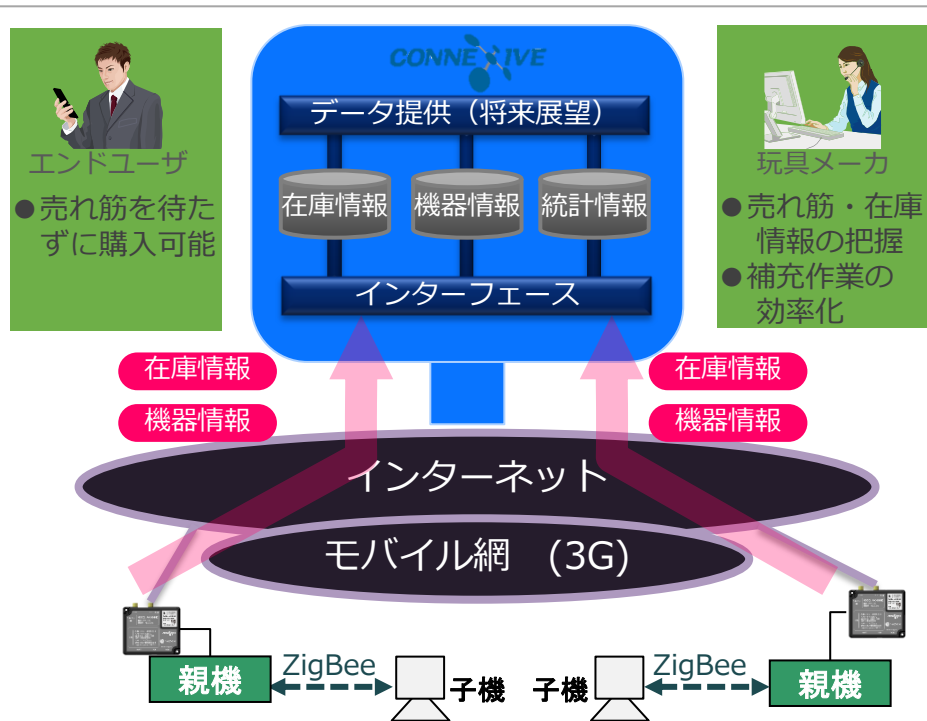 CONNEXIVE
データ提供（将来展望）
在庫情報
機器情報
統計情報
インターフェース
エンドユーザ
●売れ筋を待た
ずに購入可能
玩具メーカ
●売れ筋・在庫
情報の把握
●補充作業の
効率化
在庫情報
機器情報
在庫情報
機器情報
インターネット
モバイル網　(3G)
親機
ZigBee
子機
子機
ZigBee
親機